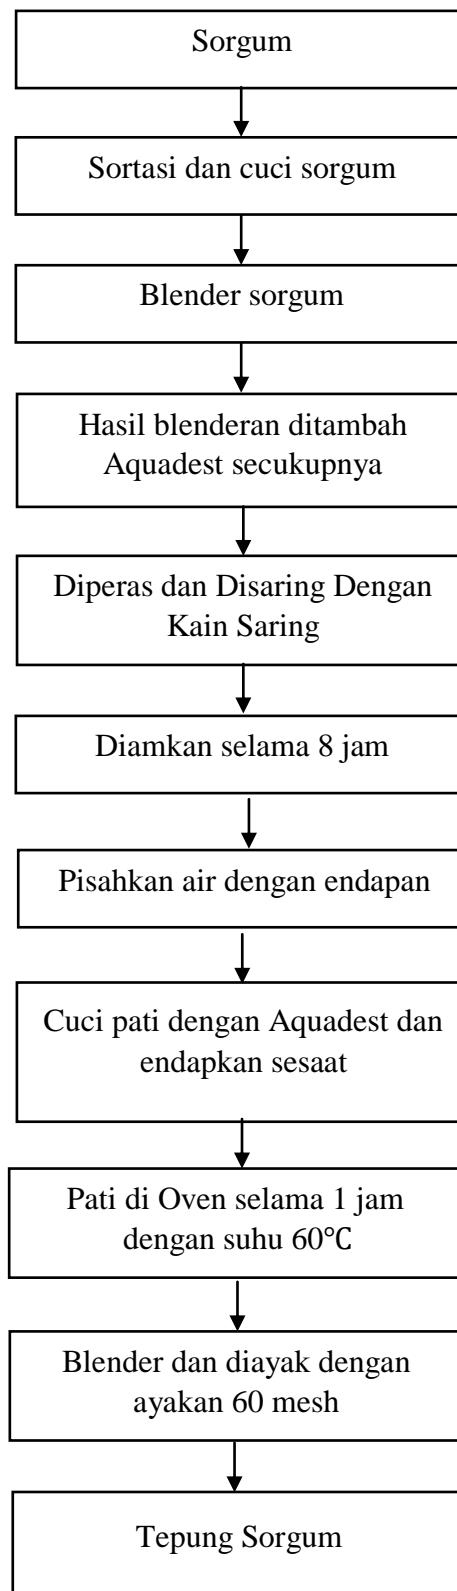 Sorgum
Sortasi dan cuci sorgum
Blender sorgum
Hasil blenderan ditambah
Aquadest secukupnya
Diperas dan Disaring Dengan
Kain Saring
Diamkan selama 8 jam
Pisahkan air dengan endapan
Cuci pati dengan Aquadest dan
endapkan sesaat
Pati di Oven selama 1 jam
dengan suhu 60℃
Blender dan diayak dengan
ayakan 60 mesh
Tepung Sorgum